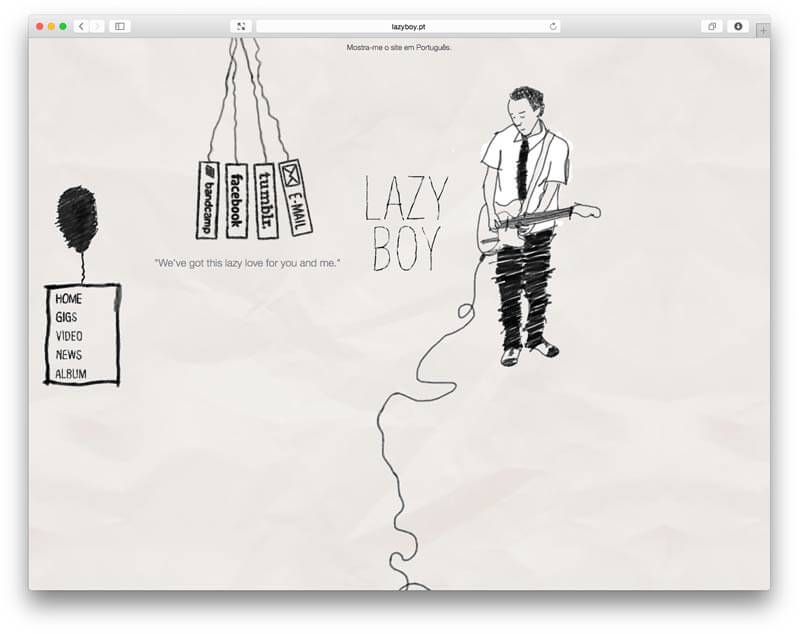 lazyboy.pt
Mostra-me o site em Português.
bandcamp
facebook
tumblr.
E-MAIL
LAZY
BOY
"We've got this lazy love for you and me."
HOME
GIGS
VIDEO
NEWS
ALBUM